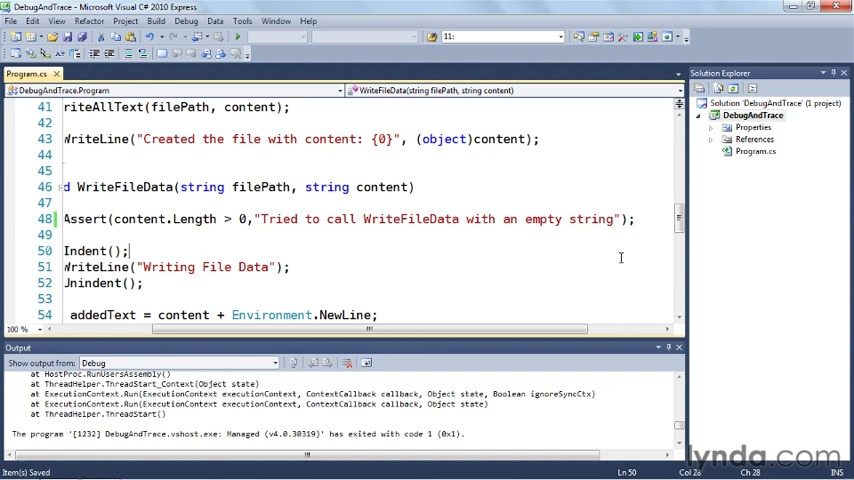 DebugAndTrace - Microsoft Visual C# 2010 Express
File Edit View Refactor Project Build Debug Data Tools Window Help
11:
Program.cs
DebugAndTrace.Program WriteFileData(string filePath, string content)
41 riteAllText(filePath, content);
42
43 WriteLine("Created the file with content: {0}", (object)content);
44
45
46 d WriteFileData(string filePath, string content)
47
48 Assert(content.Length > 0,"Tried to call WriteFileData with an empty string");
49
50 Indent();
51 WriteLine("Writing File Data");
52 Unindent();
53
54 addedText = content + Environment.NewLine;
100 %
Solution Explorer
Solution 'DebugAndTrace' (1 project)
DebugAndTrace
Properties
References
Program.cs
Output
Show output from: Debug
at HostProc.RunUsersAssembly()
at ThreadHelper.ThreadStart_Context(Object state)
at ExecutionContext.Run(ExecutionContext executionContext, ContextCallback callback, Object state, Boolean ignoreSyncCtx)
at ExecutionContext.Run(ExecutionContext executionContext, ContextCallback callback, Object state)
at ThreadHelper.ThreadStart()
The program '[1232] DebugAndTrace.vshost.exe: Managed (v4.0.30319)' has exited with code 1 (0x1).
lynda.com
Item(s) Saved Ln 50 Col 28 Ch 28 INS